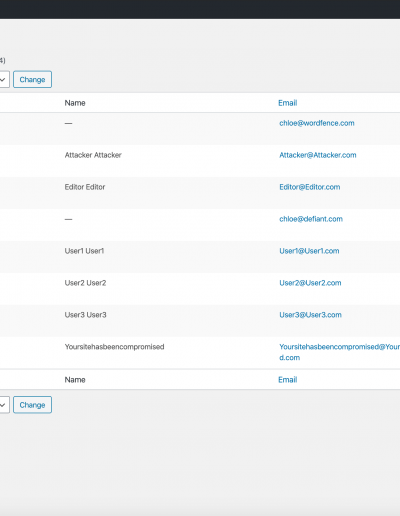 4)
Change
Name Email
— chloe@wordfence.com
Attacker Attacker Attacker@Attacker.com
Editor Editor Editor@Editor.com
— chloe@defiant.com
User1 User1 User1@User1.com
User2 User2 User2@User2.com
User3 User3 User3@User3.com
Yoursitehasbeencompromised Yoursitehasbeencompromised@Your
d.com
Name Email
Change